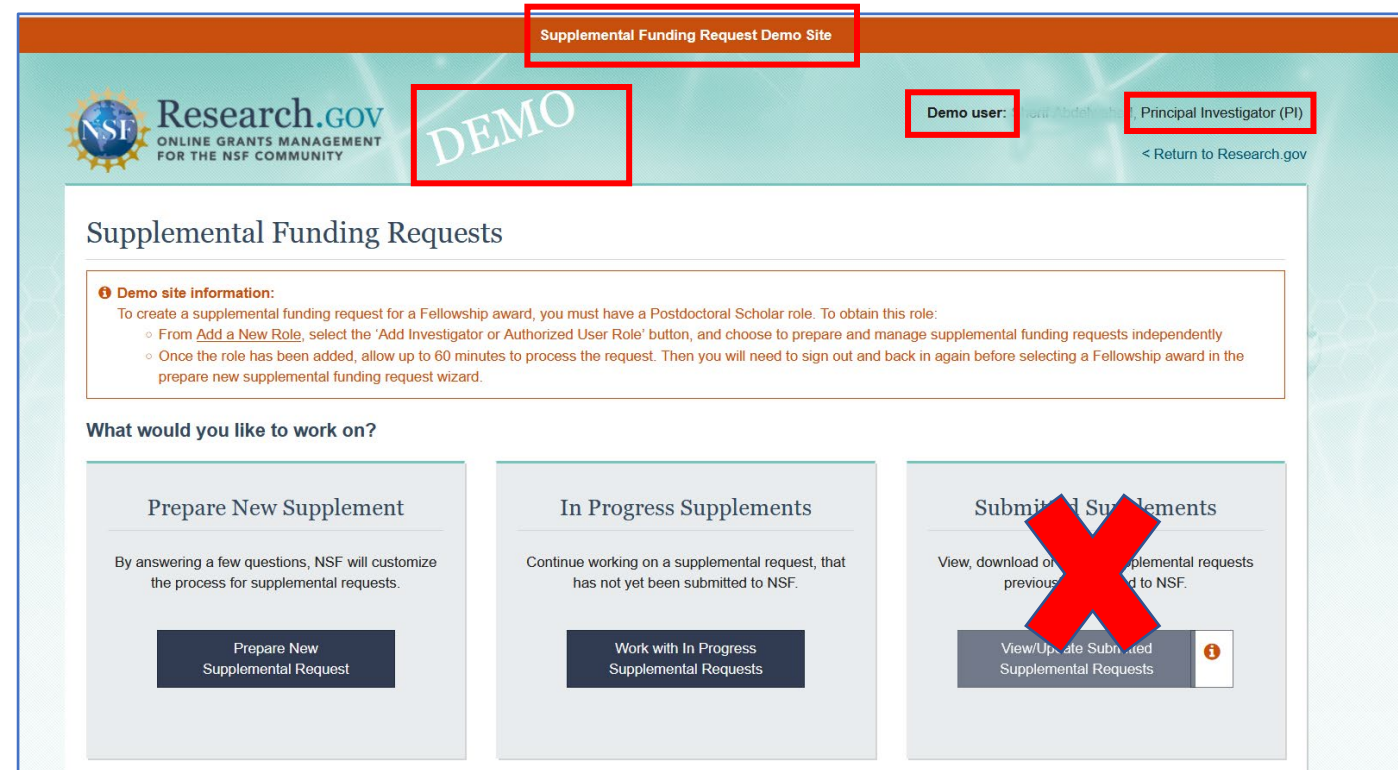 Supplemental Funding Request Demo Site
NSF
Research.gov
ONLINE GRANTS MANAGEMENT
FOR THE NSF COMMUNITY
DEMO
Demo user: , Principal Investigator (PI)
< Return to Research.gov
Supplemental Funding Requests
Demo site information:
To create a supplemental funding request for a Fellowship award, you must have a Postdoctoral Scholar role. To obtain this role:
◦ From Add a New Role, select the 'Add Investigator or Authorized User Role' button, and choose to prepare and manage supplemental funding requests independently
◦ Once the role has been added, allow up to 60 minutes to process the request. Then you will need to sign out and back in again before selecting a Fellowship award in the
prepare new supplemental funding request wizard.
What would you like to work on?
Prepare New Supplement
By answering a few questions, NSF will customize
the process for supplemental requests.
Prepare New
Supplemental Request
In Progress Supplements
Continue working on a supplemental request, that
has not yet been submitted to NSF.
Work with In Progress
Supplemental Requests
Submitted Supplements
View, download requests
to NSF.
View/Update Submitted
Supplemental Requests